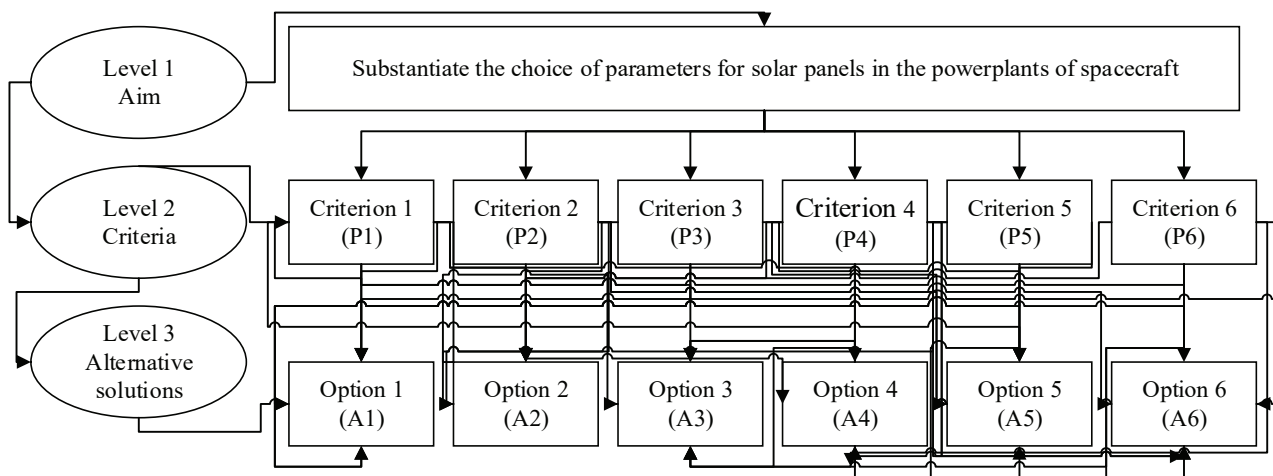 Level 1
Aim
Substantiate the choice of parameters for solar panels in the powerplants of spacecraft
Level 2
Criteria
Criterion 1
(P1)
Criterion 2
(P2)
Criterion 3
(P3)
Criterion 4
(P4)
Criterion 5
(P5)
Criterion 6
(P6)
Level 3
Alternative
solutions
Option 1
(A1)
Option 2
(A2)
Option 3
(A3)
Option 4
(A4)
Option 5
(A5)
Option 6
(A6)